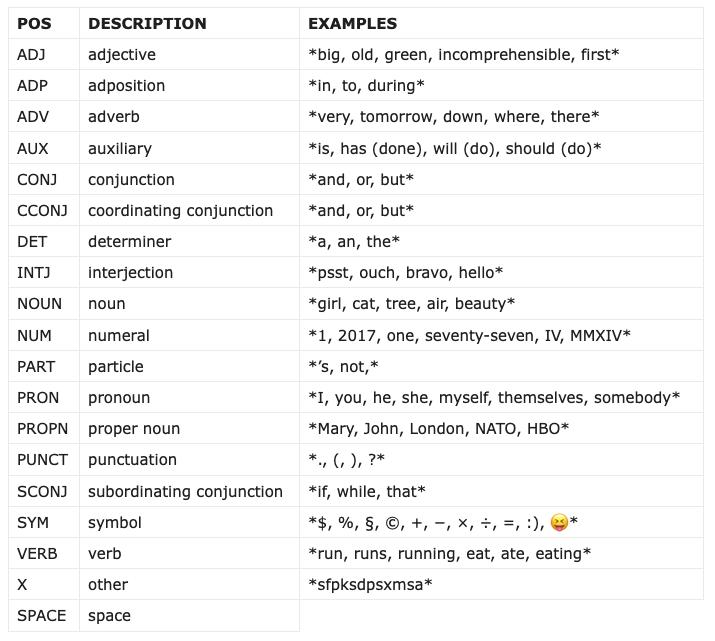 POS DESCRIPTION EXAMPLES
ADJ adjective *big, old, green, incomprehensible, first*
ADP adposition *in, to, during*
ADV adverb *very, tomorrow, down, where, there*
AUX auxiliary *is, has (done), will (do), should (do)*
CONJ conjunction *and, or, but*
CCONJ coordinating conjunction *and, or, but*
DET determiner *a, an, the*
INTJ interjection *psst, ouch, bravo, hello*
NOUN noun *girl, cat, tree, air, beauty*
NUM numeral *1, 2017, one, seventy-seven, IV, MMXIV*
PART particle *’s, not,*
PRON pronoun *I, you, he, she, myself, themselves, somebody*
PROPN proper noun *Mary, John, London, NATO, HBO*
PUNCT punctuation *., (, ), ?*
SCONJ subordinating conjunction *if, while, that*
SYM symbol *$, %, §, ©, +, −, ×, ÷, =, :), 😝*
VERB verb *run, runs, running, eat, ate, eating*
X other *sfpksdpsxmsa*
SPACE space